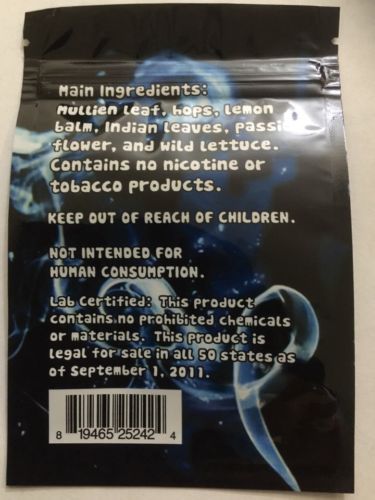 Main Ingredients:
Mullien Leaf, hops, lemon
balm, Indian leaves, passion
flower, and wild lettuce.
Contains no nicotine or
tobacco products.
KEEP OUT OF REACH OF CHILDREN.
NOT INTENDED FOR
HUMAN CONSUMPTION.
Lab Certified: This product
contains no prohibited chemicals
or materials. This product is
legal for sale in all 50 states as
of September 1, 2011.
8 19465 25242 4